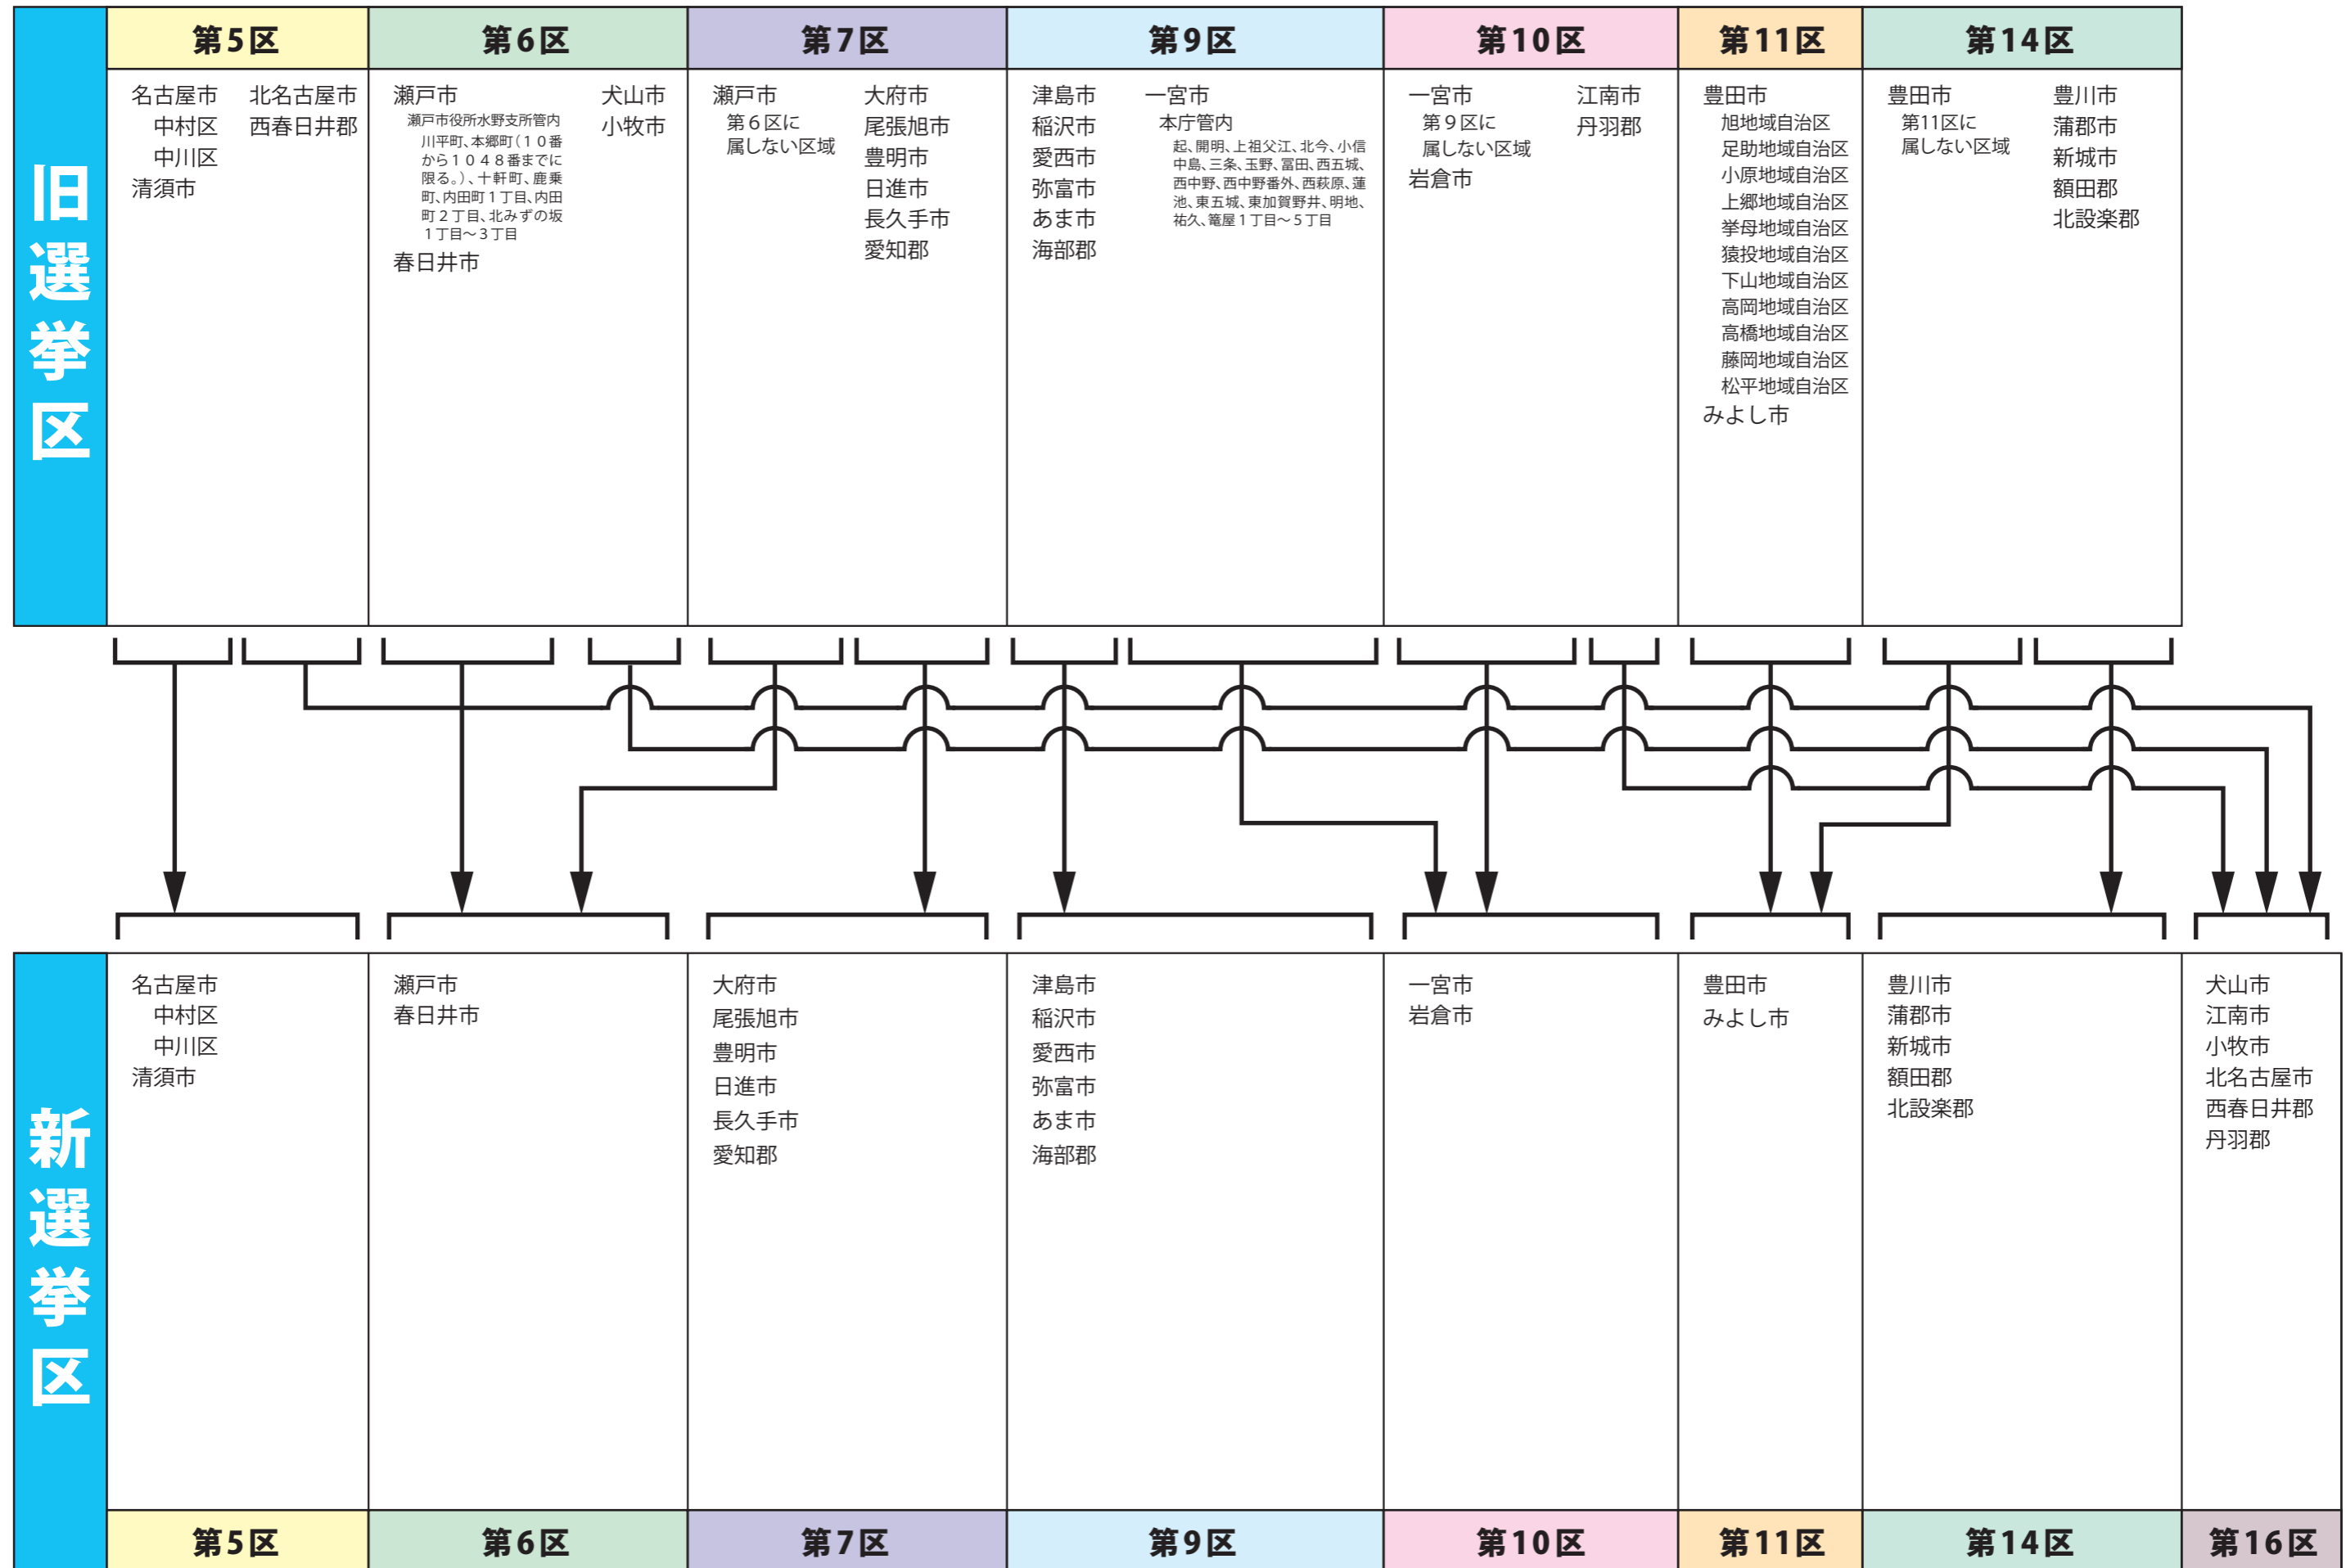 旧選挙区
第5区
第6区
第7区
第9区
第10区
第11区
第14区
名古屋市
中村区
中川区
清須市
北名古屋市
西春日井郡
瀬戸市
瀬戸市役所水野支所管内
川平町、本郷町(10番
から1048番までに
限る。)、十軒町、鹿乗
町、内田町1丁目、内田
町2丁目、北みずの坂
1丁目~3丁目
春日井市
犬山市
小牧市
瀬戸市
第6区に
属しない区域
大府市
尾張旭市
豊明市
日進市
長久手市
愛知郡
津島市
稲沢市
愛西市
弥富市
あま市
海部郡
一宮市
本庁管内
起、開明、上祖父江、北今、小信
中島、三条、玉野、冨田、西五城、
西中野、西中野番外、西萩原、蓮
池、東五城、東加賀野井、明地、
祐久、篭屋1丁目~5丁目
一宮市
第9区に
属しない区域
岩倉市
江南市
丹羽郡
豊田市
旭地域自治区
足助地域自治区
小原地域自治区
上郷地域自治区
挙母地域自治区
猿投地域自治区
下山地域自治区
高岡地域自治区
高橋地域自治区
藤岡地域自治区
松平地域自治区
みよし市
豊田市
第11区に
属しない区域
豊川市
蒲郡市
新城市
額田郡
北設楽郡
新選挙区
名古屋市
中村区
中川区
清須市
瀬戸市
春日井市
大府市
尾張旭市
豊明市
日進市
長久手市
愛知郡
津島市
稲沢市
愛西市
弥富市
あま市
海部郡
一宮市
岩倉市
豊田市
みよし市
豊川市
蒲郡市
新城市
額田郡
北設楽郡
犬山市
江南市
小牧市
北名古屋市
西春日井郡
丹羽郡
第5区
第6区
第7区
第9区
第10区
第11区
第14区
第16区